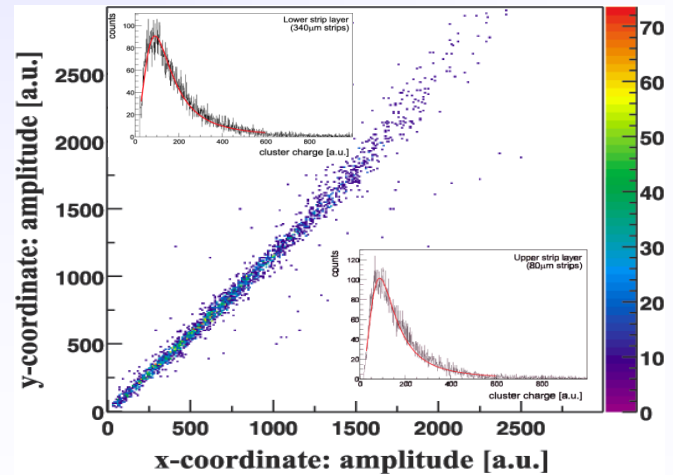 Lower strip layer
(340µm strips)
counts
100
80
60
40
20
0
0 200 400 600 800
cluster charge [a.u.]
Upper strip layer
(80µm strips)
counts
120
100
80
60
40
20
0
0 200 400 600 800
cluster charge [a.u.]
y-coordinate: amplitude [a.u.]
2500
2000
1500
1000
500
0
0 500 1000 1500 2000 2500
x-coordinate: amplitude [a.u.]
70
60
50
40
30
20
10
0